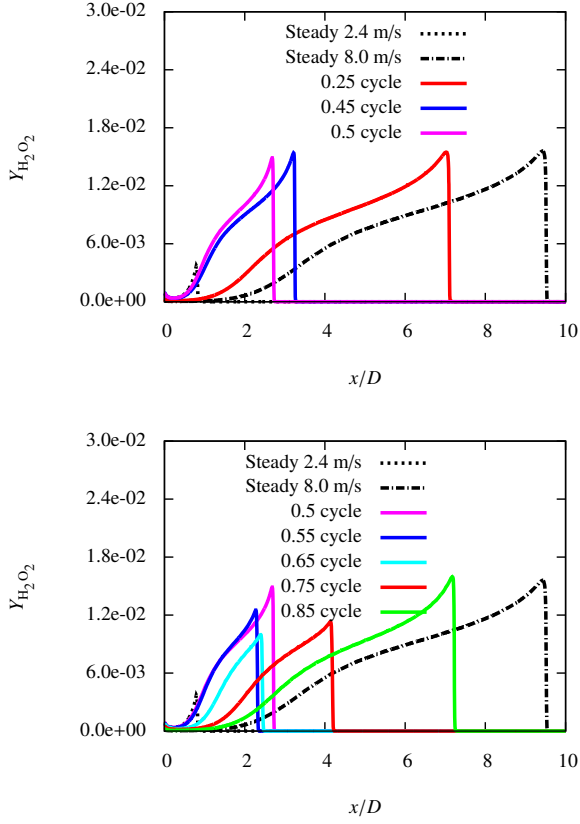 3.0e-02
2.4e-02
1.8e-02
1.2e-02
6.0e-03
0.0e+00
Y_H₂O₂
Steady 2.4 m/s
Steady 8.0 m/s
0.25 cycle
0.45 cycle
0.5 cycle
0 2 4 6 8 10
x/D
3.0e-02
2.4e-02
1.8e-02
1.2e-02
6.0e-03
0.0e+00
Y_H₂O₂
Steady 2.4 m/s
Steady 8.0 m/s
0.5 cycle
0.55 cycle
0.65 cycle
0.75 cycle
0.85 cycle
0 2 4 6 8 10
x/D